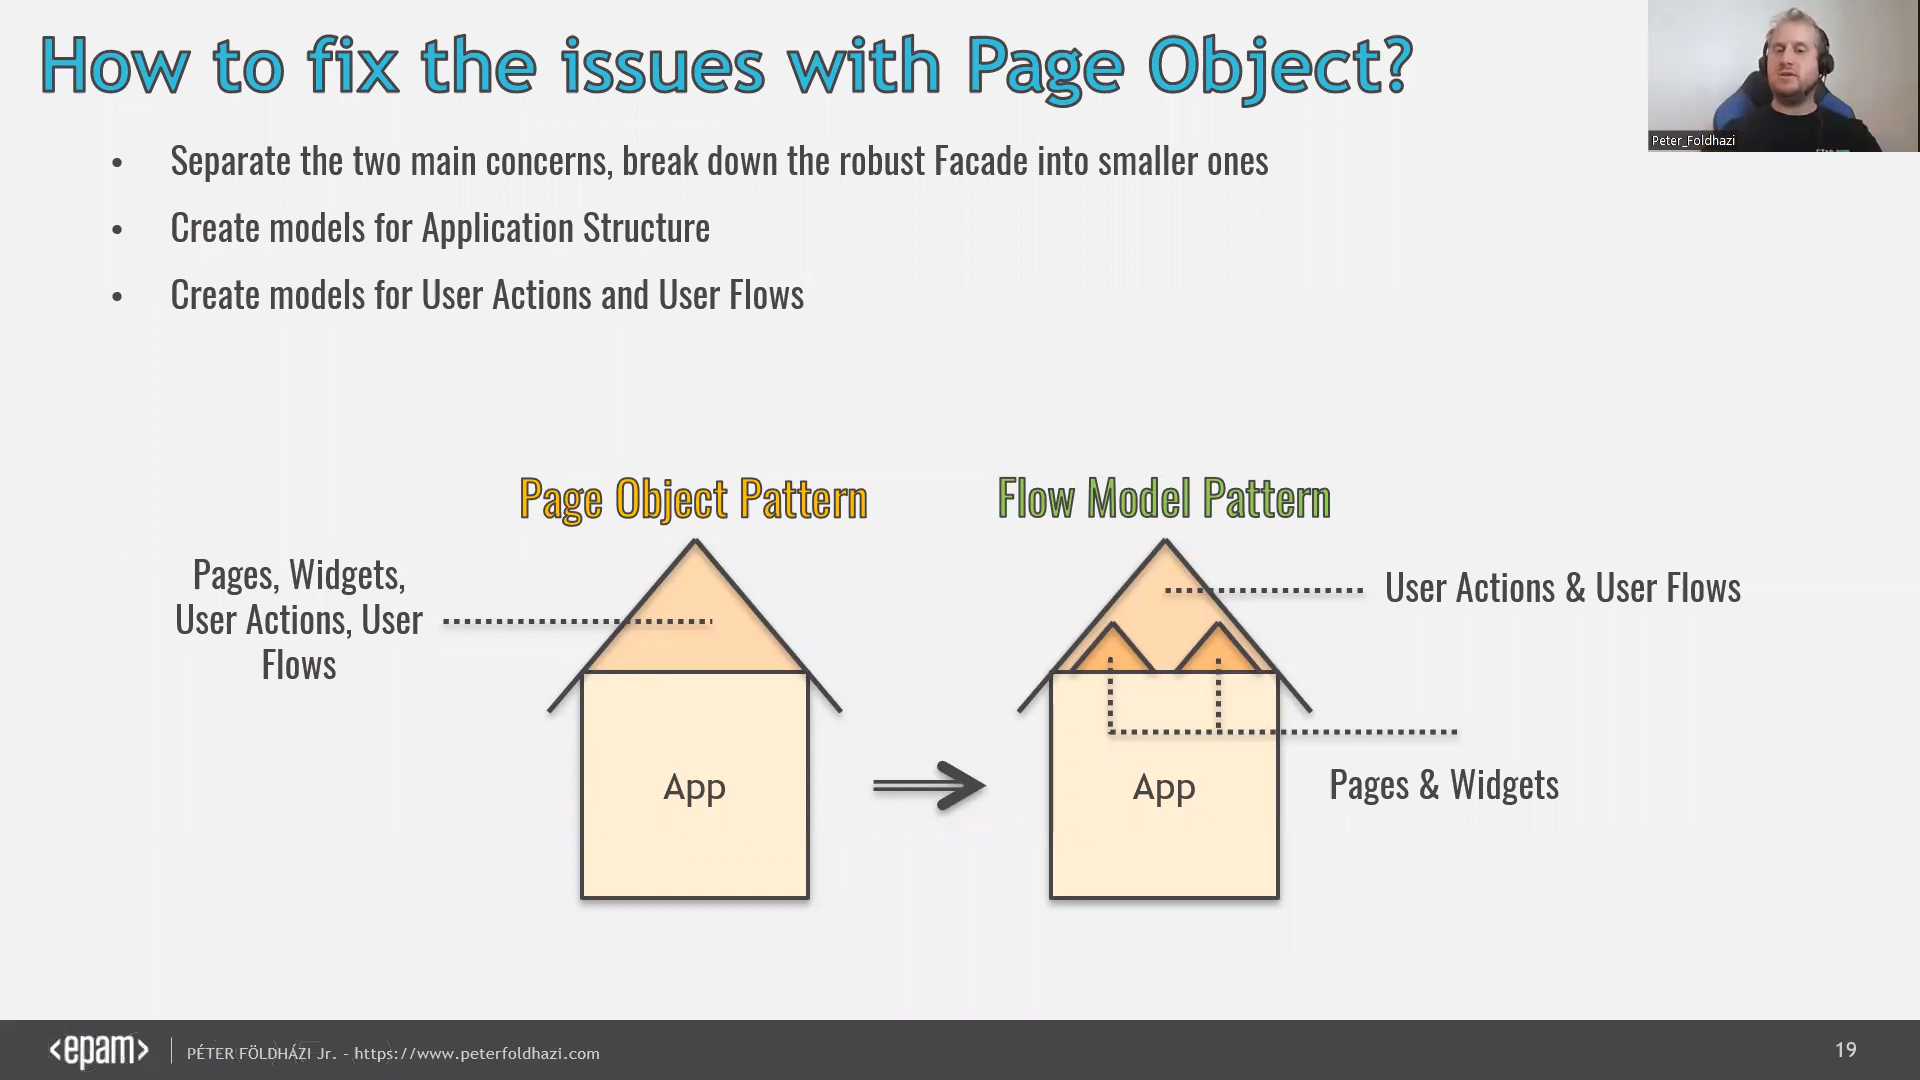 How to fix the issues with Page Object?
Peter_Foldhazi
• Separate the two main concerns, break down the robust Facade into smaller ones
• Create models for Application Structure
• Create models for User Actions and User Flows
Page Object Pattern
Flow Model Pattern
Pages, Widgets,
User Actions, User
Flows
User Actions & User Flows
App
App
Pages & Widgets
<epam>
PÉTER FÖLDHÁZI Jr. - https://www.peterfoldhazi.com
19